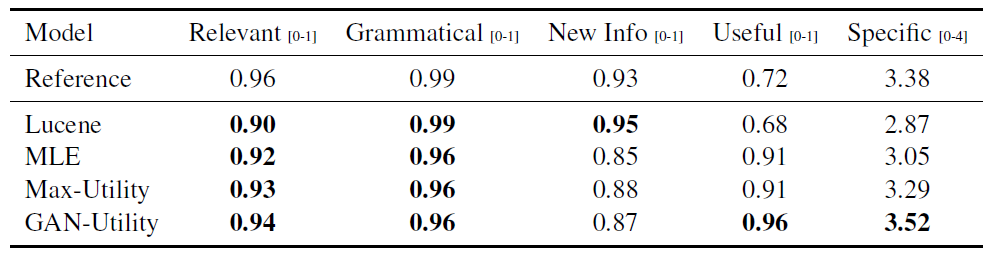 Model Relevant [0-1] Grammatical [0-1] New Info [0-1] Useful [0-1] Specific [0-4]
Reference 0.96 0.99 0.93 0.72 3.38
Lucene 0.90 0.99 0.95 0.68 2.87
MLE 0.92 0.96 0.85 0.91 3.05
Max-Utility 0.93 0.96 0.88 0.91 3.29
GAN-Utility 0.94 0.96 0.87 0.96 3.52